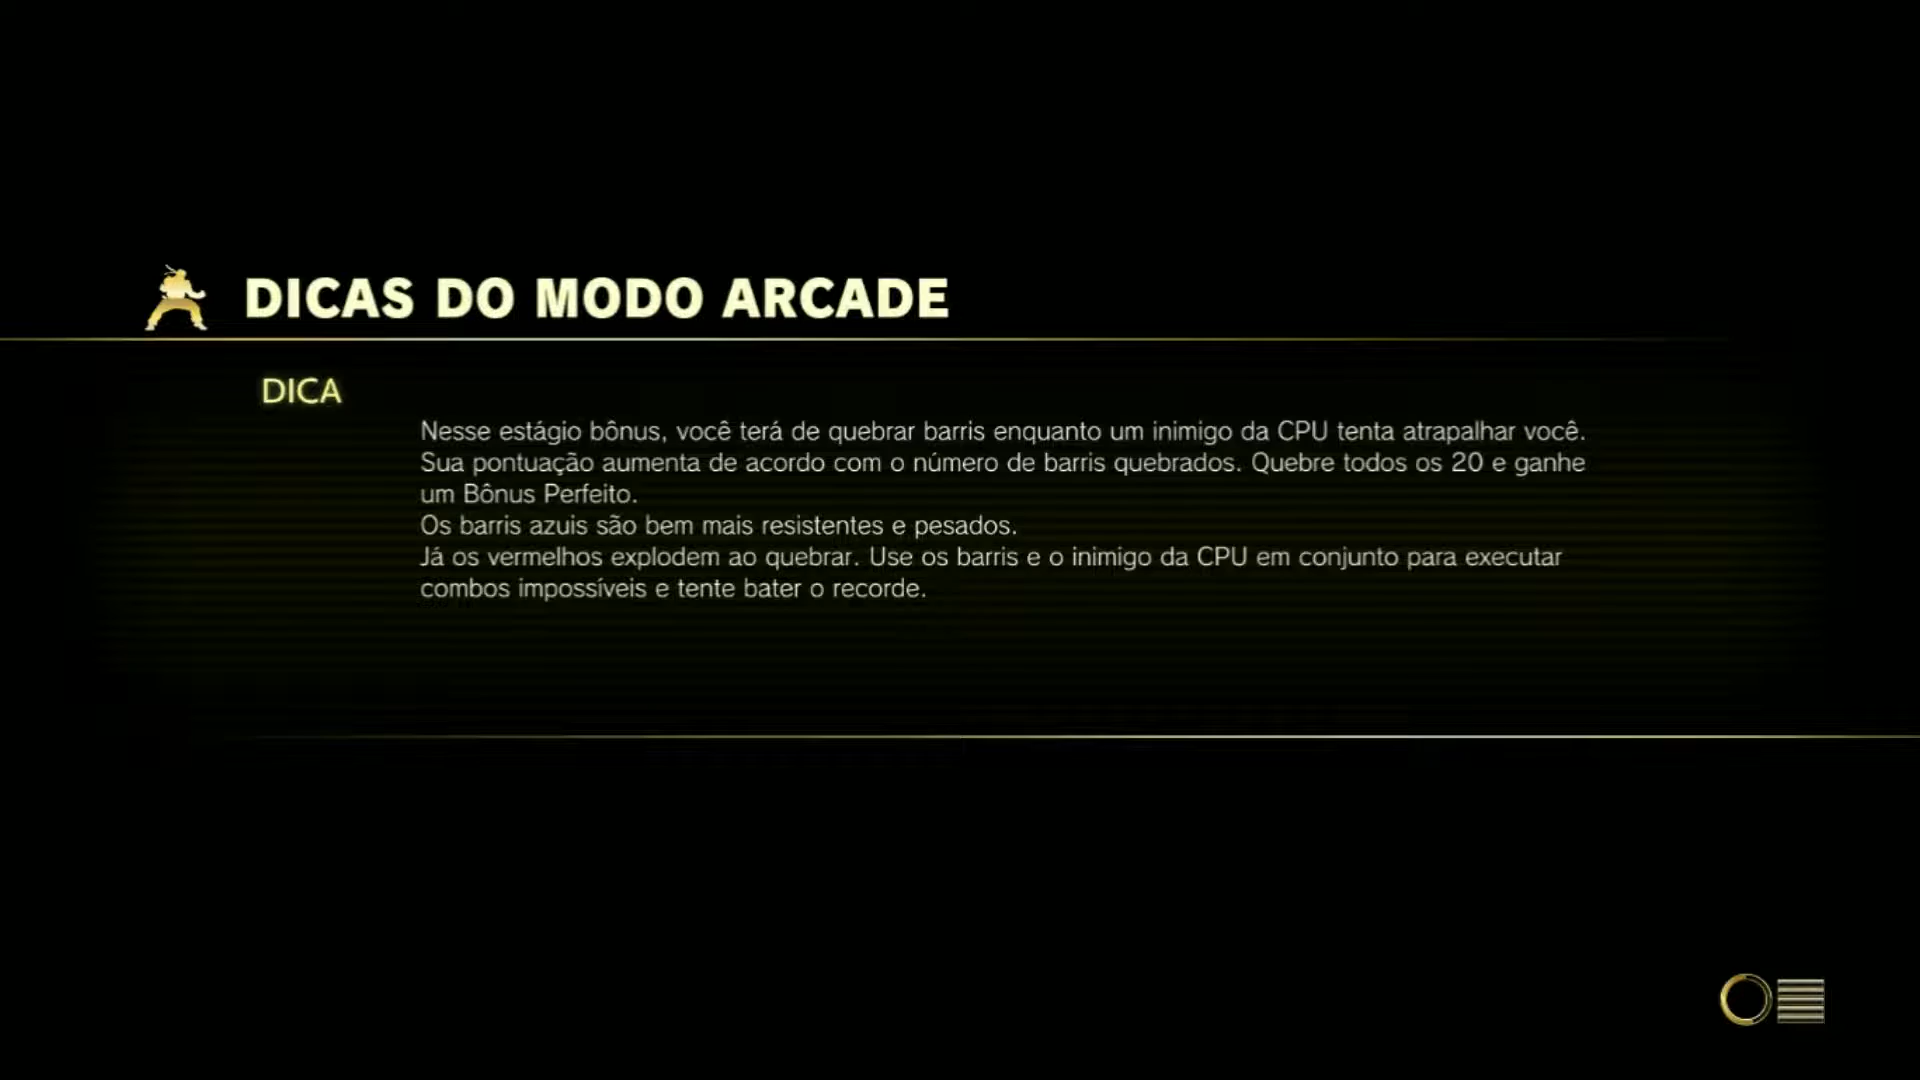 DICAS DO MODO ARCADE
DICA
Nesse estágio bônus, você terá de quebrar barris enquanto um inimigo da CPU tenta atrapalhar você.
Sua pontuação aumenta de acordo com o número de barris quebrados. Quebre todos os 20 e ganhe
um Bônus Perfeito.
Os barris azuis são bem mais resistentes e pesados.
Já os vermelhos explodem ao quebrar. Use os barris e o inimigo da CPU em conjunto para executar
combos impossíveis e tente bater o recorde.